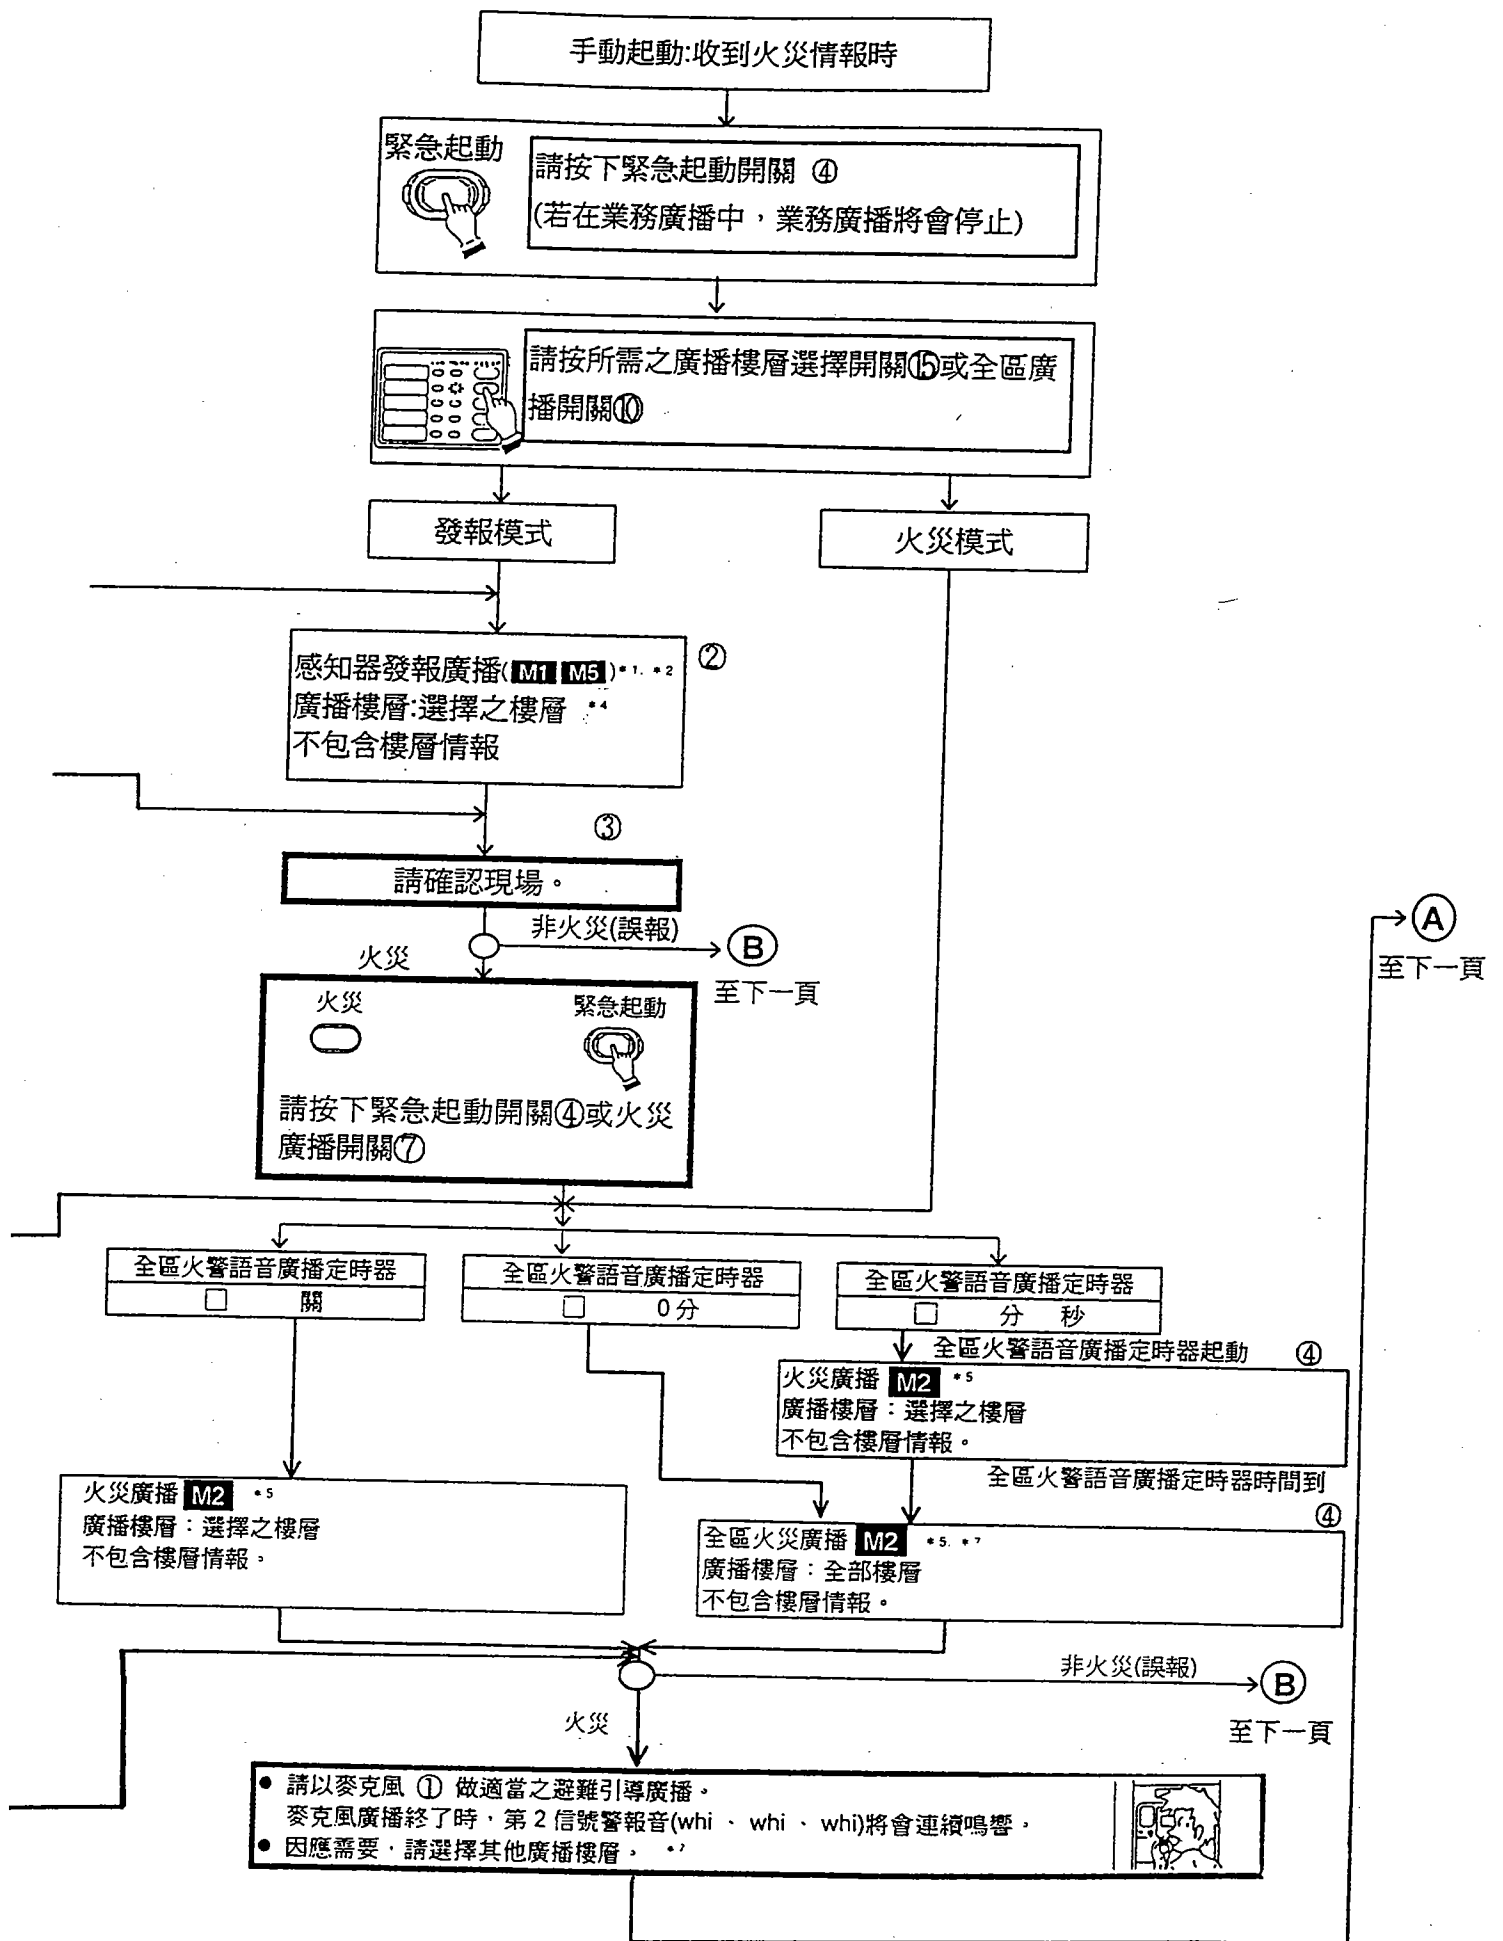 手動起動:收到火災情報時
緊急起動
請按下緊急起動開關 ④
(若在業務廣播中，業務廣播將會停止)
請按所需之廣播樓層選擇開關⑮或全區廣
播開關⑩
發報模式
火災模式
感知器發報廣播(M1 M5)*1. *2
②
廣播樓層:選擇之樓層 *4
不包含樓層情報
③
請確認現場。
非火災(誤報)
B
火災
至下一頁
A
至下一頁
火災
緊急起動
請按下緊急起動開關④或火災
廣播開關⑦
全區火警語音廣播定時器
□ 關
全區火警語音廣播定時器
□ 0分
全區火警語音廣播定時器
□ 分 秒
全區火警語音廣播定時器起動 ④
火災廣播 M2 *5
廣播樓層：選擇之樓層
不包含樓層情報。
全區火警語音廣播定時器時間到
④
火災廣播 M2 *5
廣播樓層：選擇之樓層
不包含樓層情報。
全區火災廣播 M2 *5. *7
廣播樓層：全部樓層
不包含樓層情報。
非火災(誤報)
B
火災
至下一頁
● 請以麥克風 ① 做適當之避難引導廣播。
麥克風廣播終了時，第2信號警報音(whi 、 whi 、 whi)將會連續鳴響。
● 因應需要，請選擇其他廣播樓層。 *7